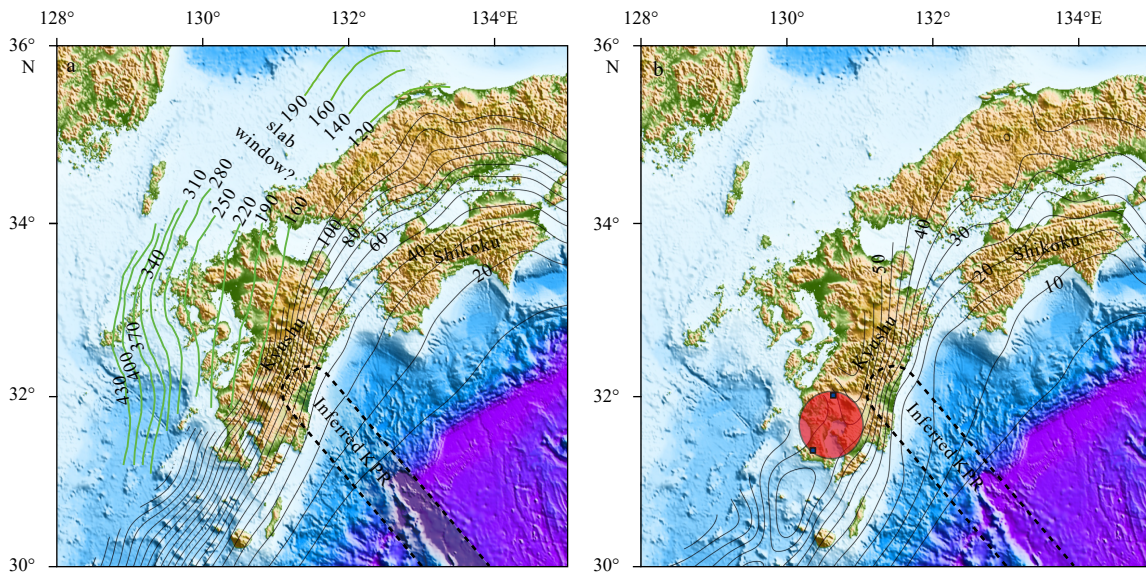 128° 130° 132° 134°E 128° 130° 132° 134°E
36° 36°
N a N b
190
160
slab 140
window? 120
310
280
250
220
190
160
34° 34°
100
80
60
40
Shikoku
20
340
370
400
430
Kyushu
32° 32°
Inferred KPR
30° 30°
40
30
50
20
Shikoku
10
Kyushu
Inferred KPR